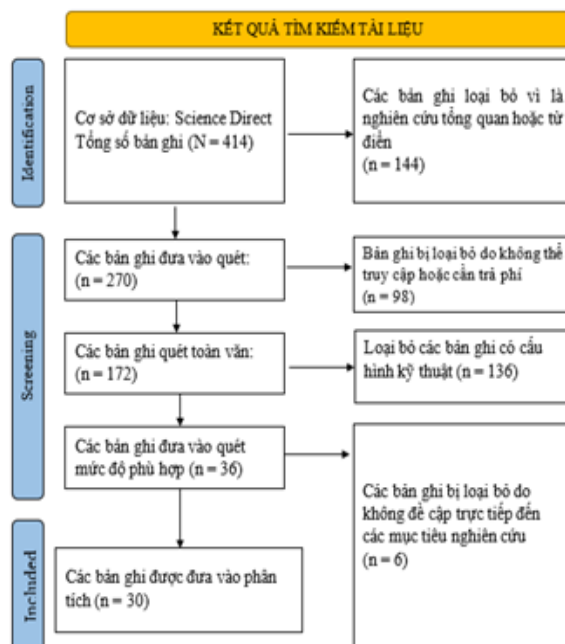 KẾT QUẢ TÌM KIẾM TÀI LIỆU
Identification
Cơ sở dữ liệu: Science Direct
Tổng số bản ghi (N = 414)
Các bản ghi loại bỏ vì là
nghiên cứu tổng quan hoặc từ
điển
(n = 144)
Screening
Các bản ghi đưa vào quét:
(n = 270)
Bản ghi bị loại bỏ do không thể
truy cập hoặc cần trả phí
(n = 98)
Các bản ghi quét toàn văn:
(n = 172)
Loại bỏ các bản ghi có cấu
hình kỹ thuật (n = 136)
Các bản ghi đưa vào quét
mức độ phù hợp (n = 36)
Các bản ghi bị loại bỏ do
không đề cập trực tiếp đến
các mục tiêu nghiên cứu
(n = 6)
Included
Các bản ghi được đưa vào phân
tích (n = 30)